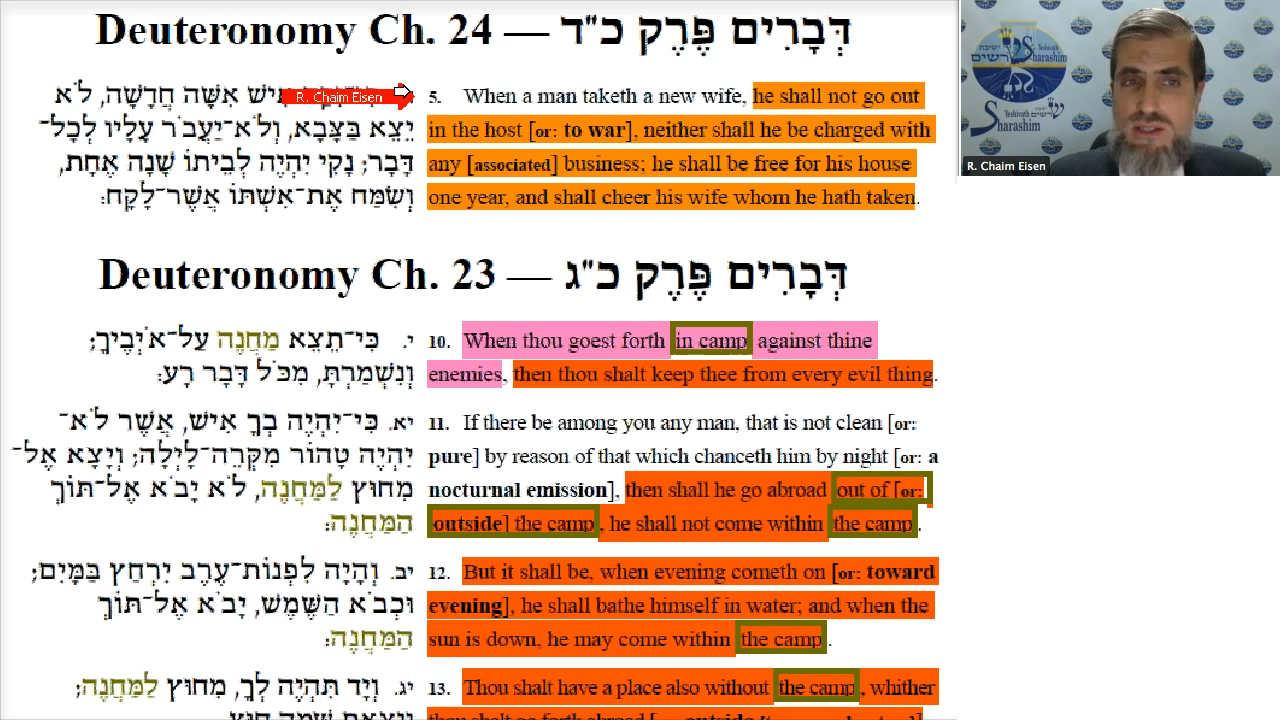 Deuteronomy Ch. 24 — דְּבָרִים פֶּרֶק כ״ד
אִישׁ אִשָּׁה חֲדָשָׁה, לֹא
יֵצֵא בַּצָּבָא, וְלֹא־יַעֲבֹר עָלָיו לְכׇל־
דָּבָר; נָקִי יִהְיֶה לְבֵיתוֹ שָׁנָה אֶחָת,
וְשִׂמַּח אֶת־אִשְׁתּוֹ אֲשֶׁר־לָקָח׃
R. Chaim Eisen
5. When a man taketh a new wife, he shall not go out
in the host [or: to war], neither shall he be charged with
any [associated] business; he shall be free for his house
one year, and shall cheer his wife whom he hath taken.
Deuteronomy Ch. 23 — דְּבָרִים פֶּרֶק כ״ג
י. כִּי־תֵצֵא מַחֲנֶה עַל־אֹיְבֶיךָ;
וְנִשְׁמַרְתָּ, מִכֹּל דָּבָר רָע׃
10. When thou goest forth in camp against thine
enemies, then thou shalt keep thee from every evil thing.
יא. כִּי־יִהְיֶה בְךָ אִישׁ, אֲשֶׁר לֹא־
יִהְיֶה טָהוֹר מִקְּרֵה־לָיְלָה; וְיָצָא אֶל־
מִחוּץ לַמַּחֲנֶה, לֹא יָבֹא אֶל־תּוֹךְ
הַמַּחֲנֶה׃
11. If there be among you any man, that is not clean [or:
pure] by reason of that which chanceth him by night [or: a
nocturnal emission], then shall he go abroad out of [or:
outside] the camp, he shall not come within the camp.
יב. וְהָיָה לִפְנוֹת־עֶרֶב יִרְחַץ בַּמָּיִם;
וּכְבֹא הַשֶּׁמֶשׁ, יָבֹא אֶל־תּוֹךְ
הַמַּחֲנֶה׃
12. But it shall be, when evening cometh on [or: toward
evening], he shall bathe himself in water; and when the
sun is down, he may come within the camp.
יג. וְיָד תִּהְיֶה לְךָ, מִחוּץ לַמַּחֲנֶה;
13. Thou shalt have a place also without the camp, whither
Yeshivath
Sharashim
ישיבת
שרשים
R. Chaim Eisen